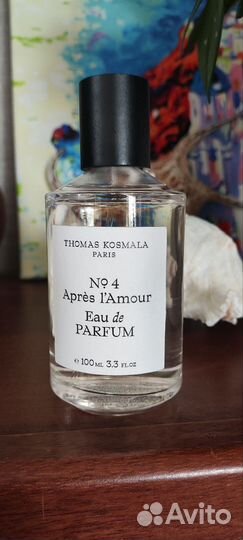 THOMAS KOSMALA
PARIS
Nº 4
Après l'Amour
Eau de
PARFUM
e 100 ML 3.3 FL.OZ
Avito